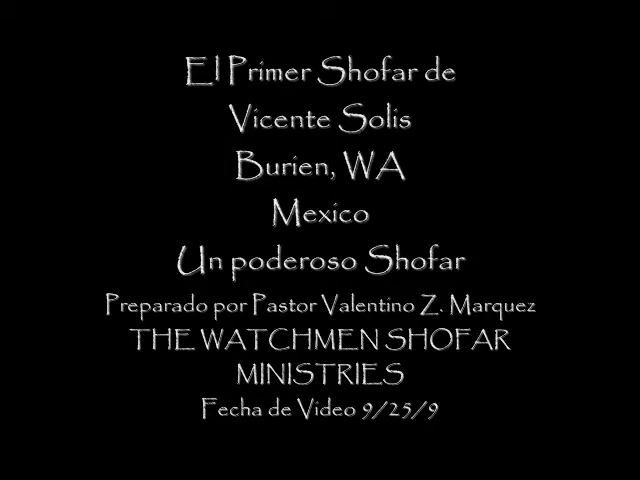 El Primer Shofar de
Vicente Solis
Burien, WA
Mexico
Un poderoso Shofar
Preparado por Pastor Valentino Z. Marquez
THE WATCHMEN SHOFAR
MINISTRIES
Fecha de Video 9/25/9